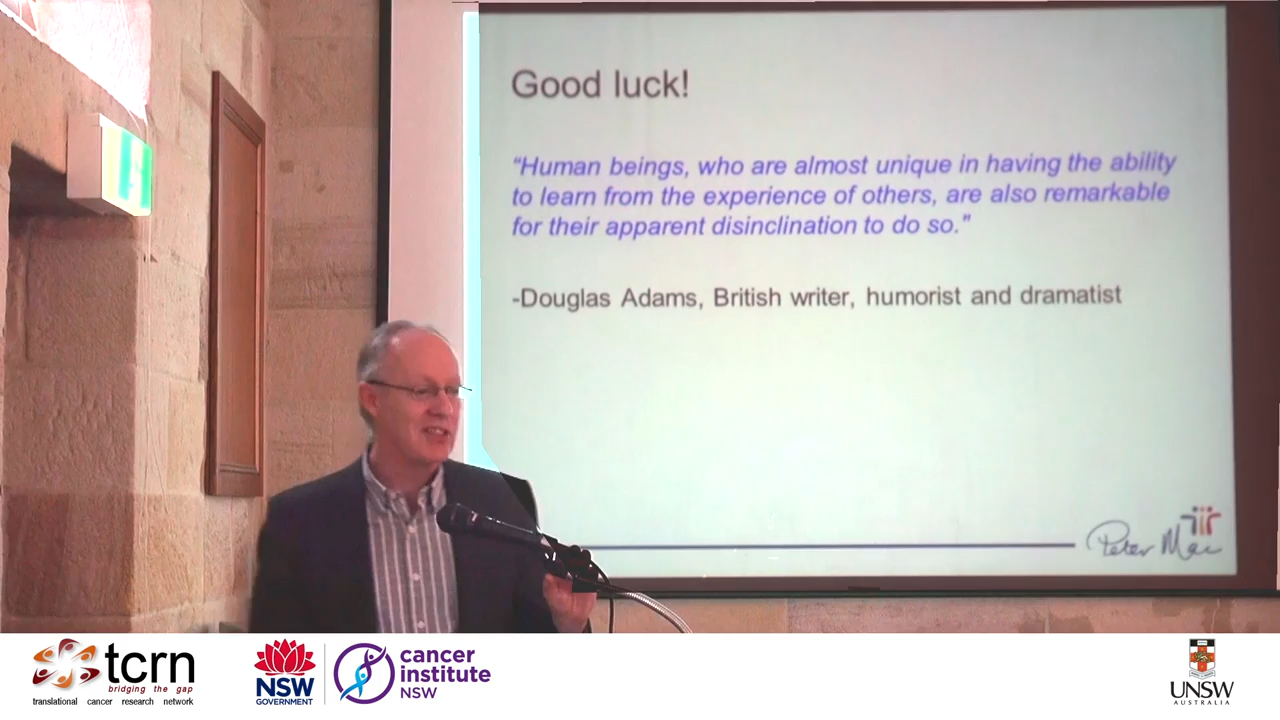 Good luck!
“Human beings, who are almost unique in having the ability
to learn from the experience of others, are also remarkable
for their apparent disinclination to do so."
-Douglas Adams, British writer, humorist and dramatist
Peter Mac
tcrn
bridging the gap
translational cancer research network
NSW
GOVERNMENT
cancer
institute
NSW
UNSW
AUSTRALIA